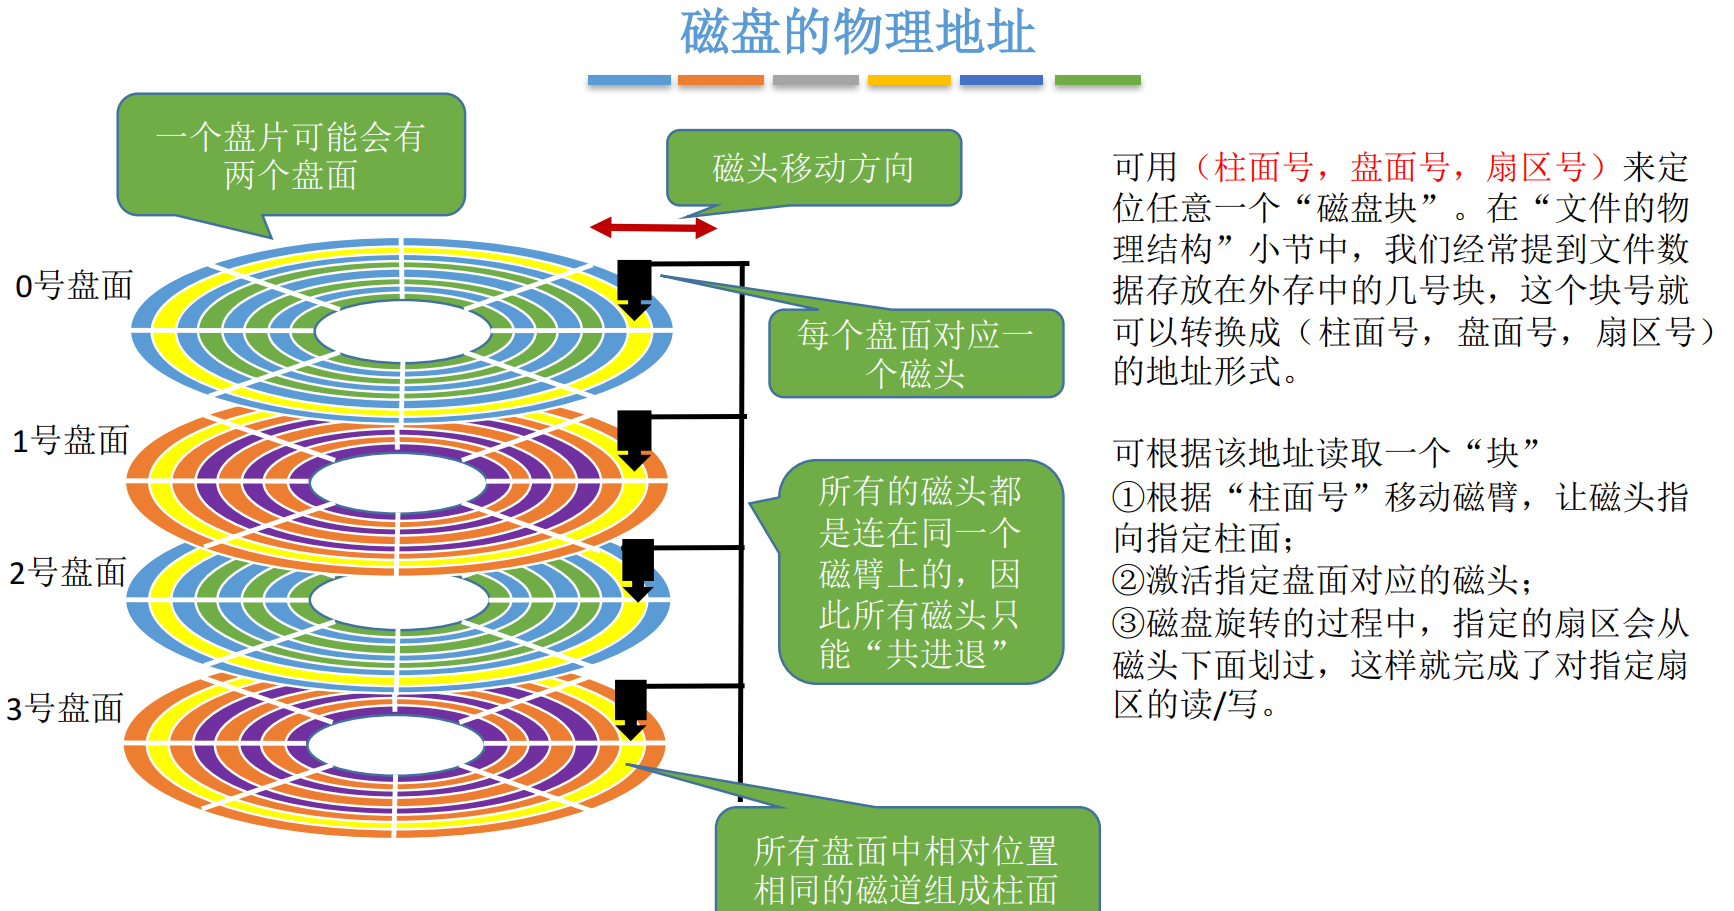 磁盘的物理地址
一个盘片可能会有
两个盘面
磁头移动方向
0号盘面
每个盘面对应一
个磁头
1号盘面
所有的磁头都
是连在同一个
磁臂上的，因
此所有磁头只
能“共进退”
2号盘面
3号盘面
所有盘面中相对位置
相同的磁道组成柱面
可用（柱面号，盘面号，扇区号）来定
位任意一个“磁盘块”。在“文件的物
理结构”小节中，我们经常提到文件数
据存放在外存中的几号块，这个块号就
可以转换成（柱面号，盘面号，扇区号）
的地址形式。
可根据该地址读取一个“块”
①根据“柱面号”移动磁臂，让磁头指
向指定柱面；
②激活指定盘面对应的磁头；
③磁盘旋转的过程中，指定的扇区会从
磁头下面划过，这样就完成了对指定扇
区的读/写。